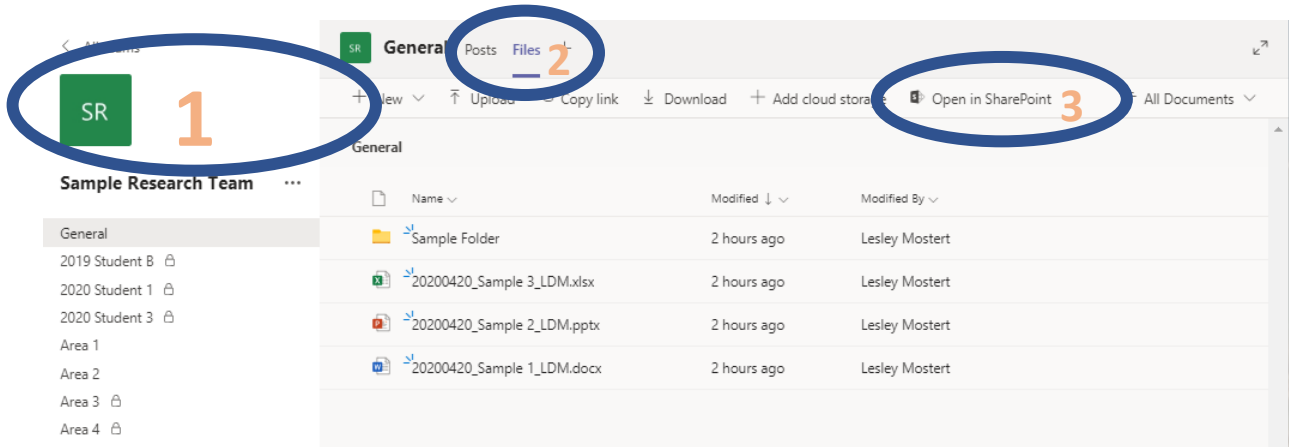 SR
1
Sample Research Team ...
General
2019 Student B
2020 Student 1
2020 Student 3
Area 1
Area 2
Area 3
Area 4
SR General Posts Files + 2
New Upload Copy link Download + Add cloud storage Open in SharePoint 3 All Documents
General
Name Modified ↓ Modified By
Sample Folder 2 hours ago Lesley Mostert
20200420_Sample 3_LDM.xlsx 2 hours ago Lesley Mostert
20200420_Sample 2_LDM.pptx 2 hours ago Lesley Mostert
20200420_Sample 1_LDM.docx 2 hours ago Lesley Mostert